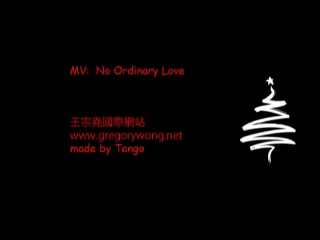 MV: No Ordinary Love
王宗堯國際網站
www.gregorywong.net
made by Tango